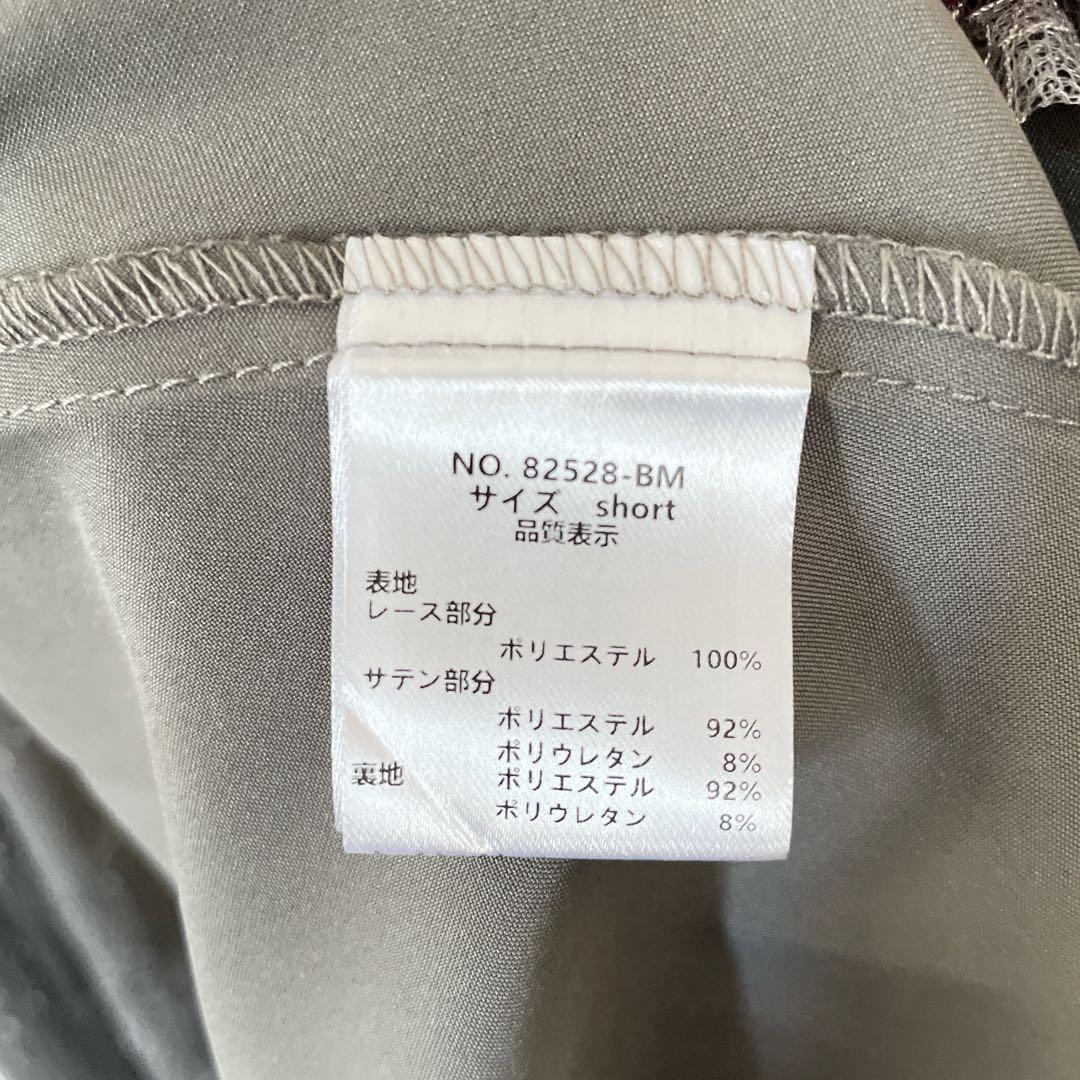 NO. 82528-BM
サイズ　short
品質表示
表地
レース部分
ポリエステル 100%
サテン部分
ポリエステル 92%
ポリウレタン 8%
裏地 ポリエステル 92%
ポリウレタン 8%